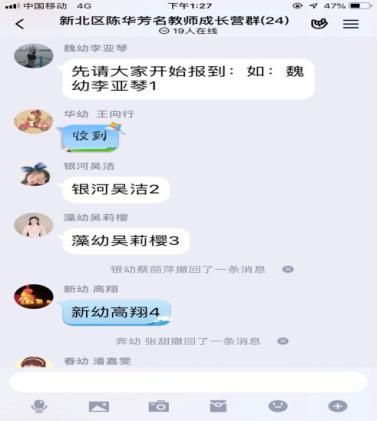 中国移动 4G 下午1:27 47%
新北区陈华芳名教师成长营群(24)
19人在线
魏幼李亚琴
先请大家开始报到：如：魏
幼李亚琴1
华幼 王向行
收到
银河吴洁
银河吴洁2
藻幼吴莉樱
藻幼吴莉樱3
银幼蔡丽萍撤回了一条消息
新幼 高翔
新幼高翔4
奔幼 张甜撤回了一条消息
春幼 潘嘉雯